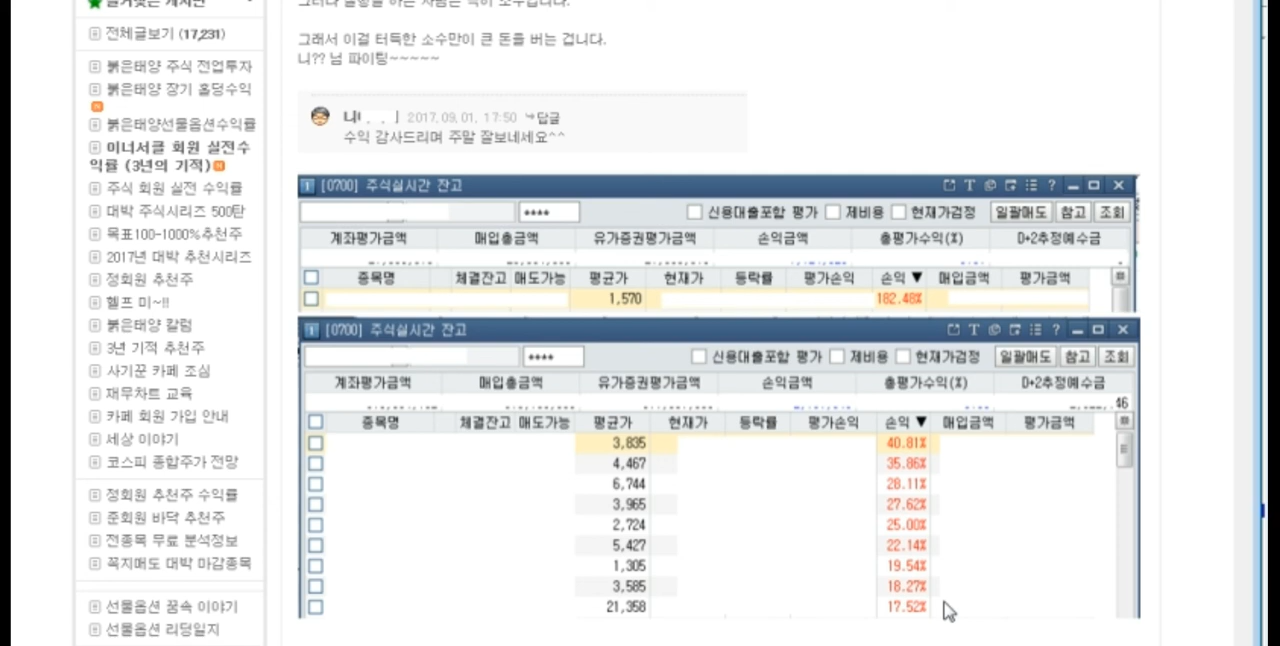 즐겨찾는 게시판
전체글보기 (17,231)
붉은태양 주식 전업투자
붉은태양 장기 홀딩수익
N
붉은태양선물옵션수익률
미너서클 회원 실전수
익률 (3년의 기적) N
주식 회원 실전 수익률
대박 주식시리즈 500탄
목표100-1000%추천주
2017년 대박 추천시리즈
정회원 추천주
헬프 미~!!
붉은태양 칼럼
3년 기적 추천주
사기꾼 카페 조심
재무차트 교육
카페 회원 가입 안내
세상 이야기
코스피 종합주가 전망
정회원 추천주 수익률
준회원 바닥 추천주
전종목 무료 분석정보
꼭지매도 대박 마감종목
선물옵션 꿈속 이야기
선물옵션 리딩일지
그래서 이걸 터득한 소수만이 큰 돈을 버는 겁니다.
니?? 님 파이팅~~~~~
2017.09.01. 17:50 답글
수익 감사드리며 주말 잘보네세요^^
[0700] 주식실시간 잔고
**** 신용대출포합 평가 제비용 현재가검정 일괄매도 참고 조회
계좌평가금액 매입총금액 유가증권평가금액 손익금액 총평가수익(%) D+2추정예수금
종목명 체결잔고 매도가능 평균가 현재가 등락률 평가손익 손익 ▼ 매입금액 평가금액
1,570 182.48%
[0700] 주식실시간 잔고
**** 신용대출포합 평가 제비용 현재가검정 일괄매도 참고 조회
계좌평가금액 매입총금액 유가증권평가금액 손익금액 총평가수익(%) D+2추정예수금
46
종목명 체결잔고 매도가능 평균가 현재가 등락률 평가손익 손익 ▼ 매입금액 평가금액
3,835 40.81%
4,467 35.86%
6,744 28.11%
3,965 27.62%
2,724 25.00%
5,427 22.14%
1,305 19.54%
3,585 18.27%
21,358 17.52%